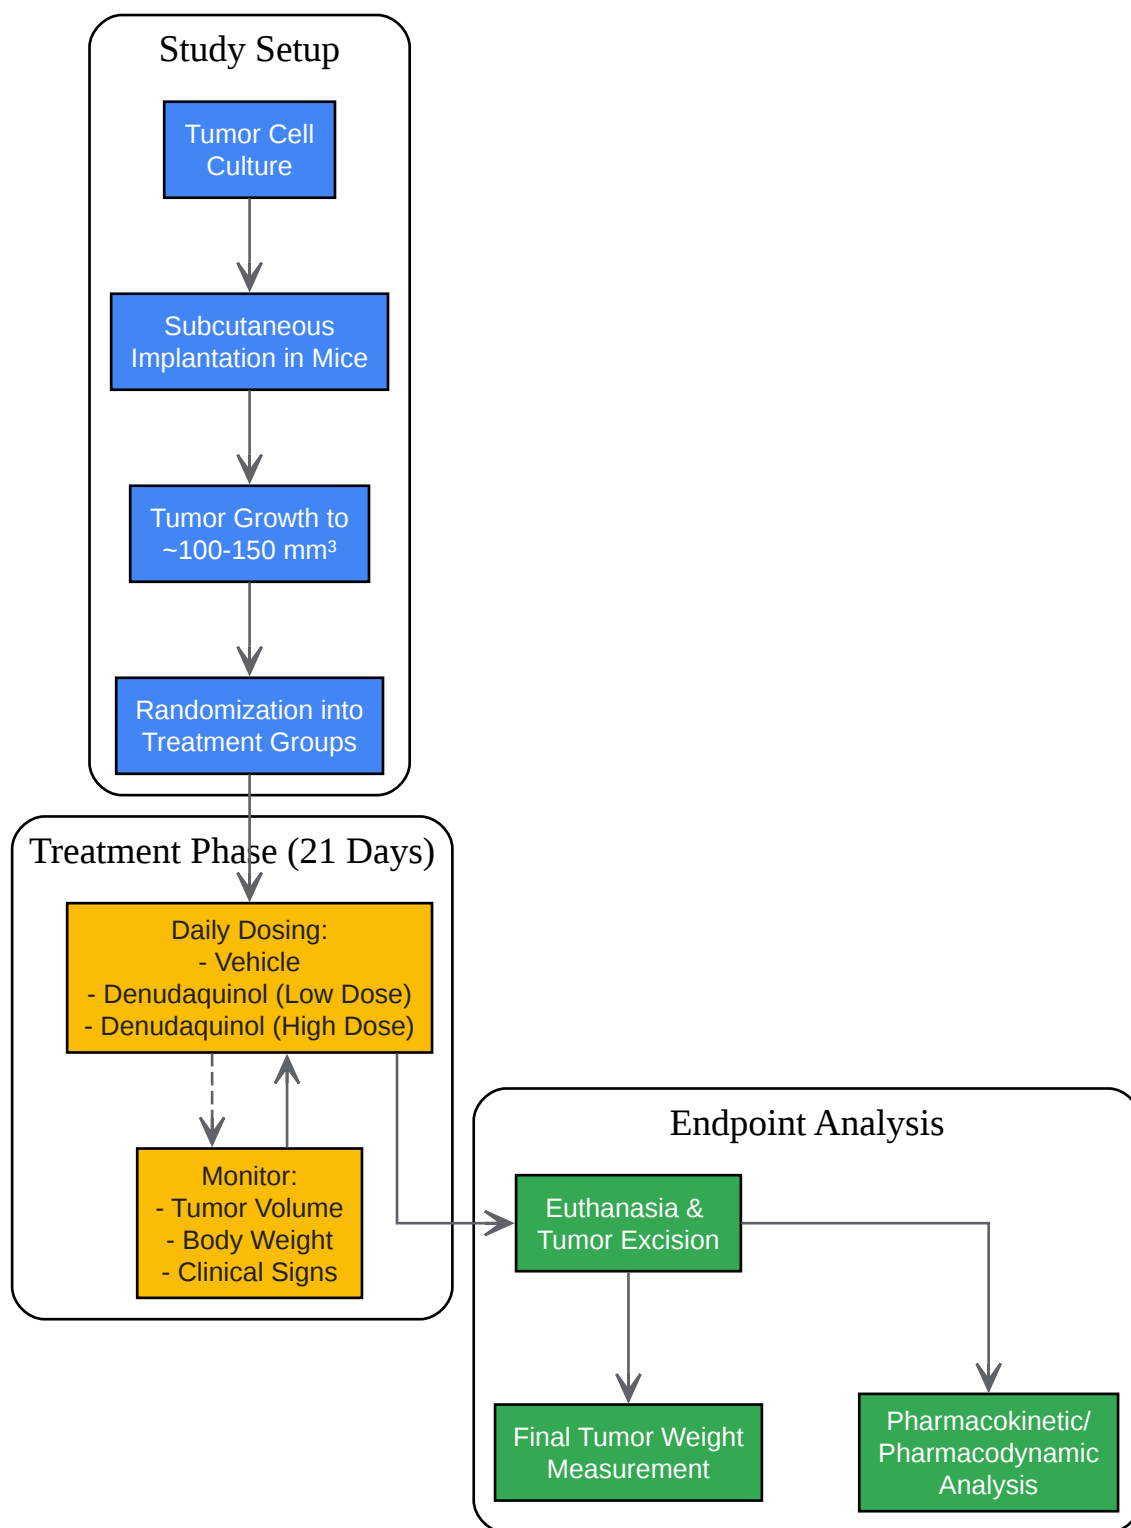 Study Setup
Tumor Cell
Culture
Subcutaneous
Implantation in Mice
Tumor Growth to
~100-150 mm³
Randomization into
Treatment Groups
Treatment Phase (21 Days)
Daily Dosing:
- Vehicle
- Denudaquinol (Low Dose)
- Denudaquinol (High Dose)
Monitor:
- Tumor Volume
- Body Weight
- Clinical Signs
Endpoint Analysis
Euthanasia &
Tumor Excision
Final Tumor Weight
Measurement
Pharmacokinetic/
Pharmacodynamic
Analysis